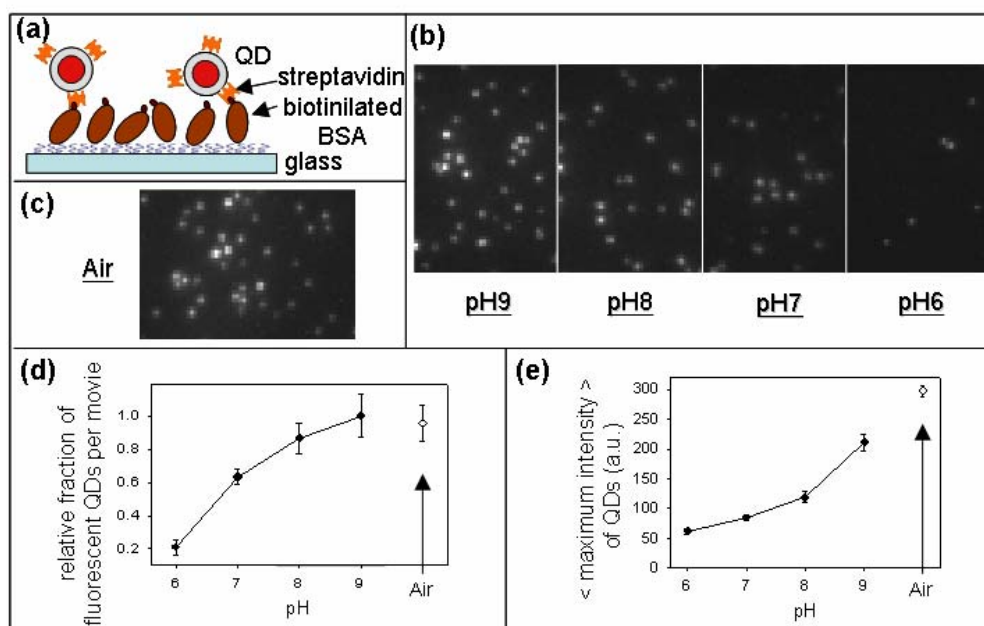 (a)
QD
streptavidin
biotinilated
BSA
glass
(b)
pH9
pH8
pH7
pH6
(c)
Air
(d)
relative fraction of
fluorescent QDs per movie
1.0
0.8
0.6
0.4
0.2
6
7
8
9
Air
pH
(e)
< maximum intensity >
of QDs (a.u.)
300
250
200
150
100
50
0
6
7
8
9
Air
pH